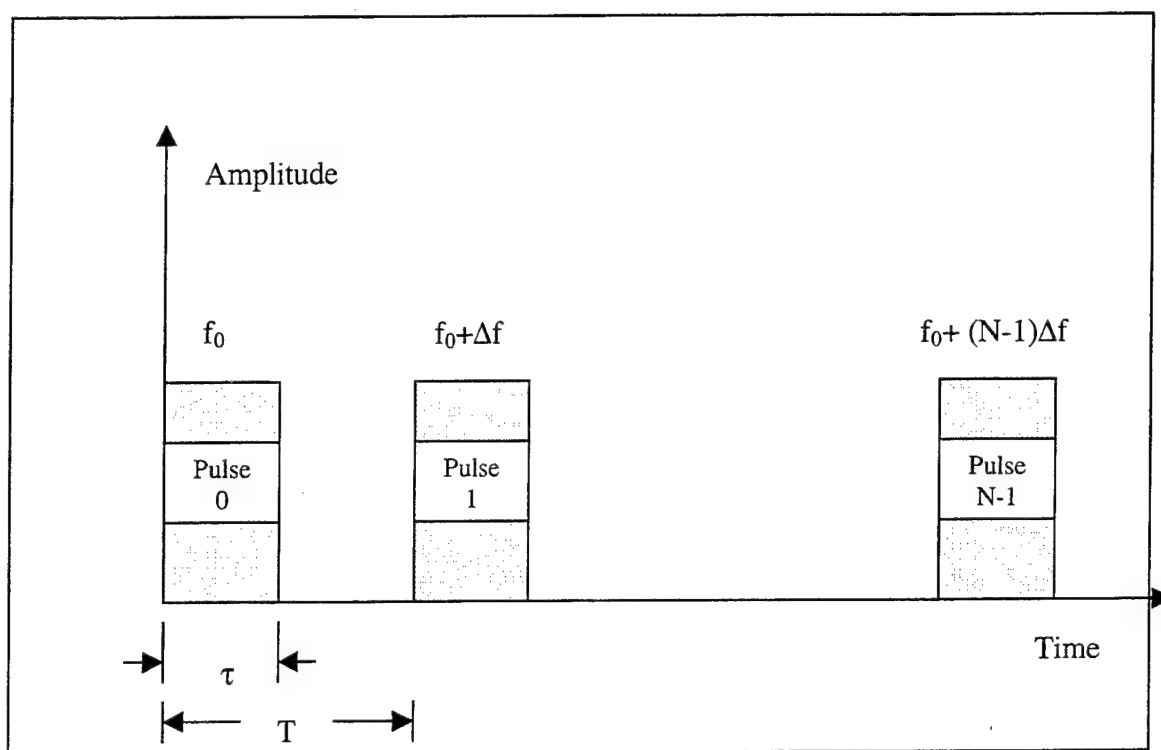 Amplitude
f₀
f₀+Δf
f₀+ (N-1)Δf
Pulse
0
Pulse
1
Pulse
N-1
Time
τ
T